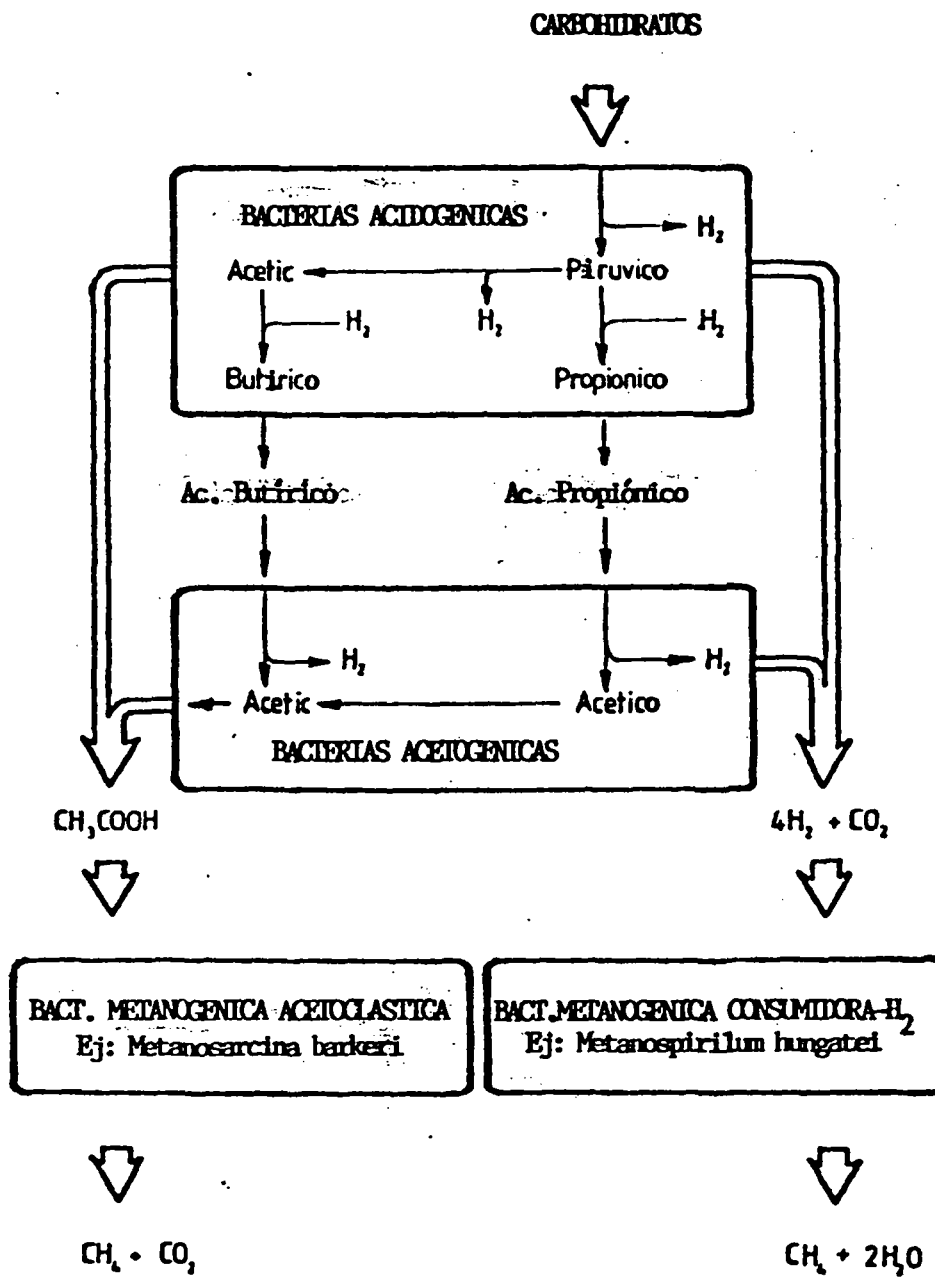 CARBOHIDRATOS
BACTERIAS ACIDOGENICAS
H₂
Acetic
Piruvico
H₂
H₂
H₂
Butirico
Propionico
Ac. Butírico
Ac. Propiónico
H₂
H₂
Acetic
Acetico
BACTERIAS ACETOGENICAS
CH₃COOH
4H₂ + CO₂
BACT. METANOGENICA ACETOCLASTICA
Ej: Metanosarcina barkeri
BACT.METANOGENICA CONSUMIDORA-H₂
Ej: Metanospirilum hungatei
CH₄ + CO₂
CH₄ + 2H₂O